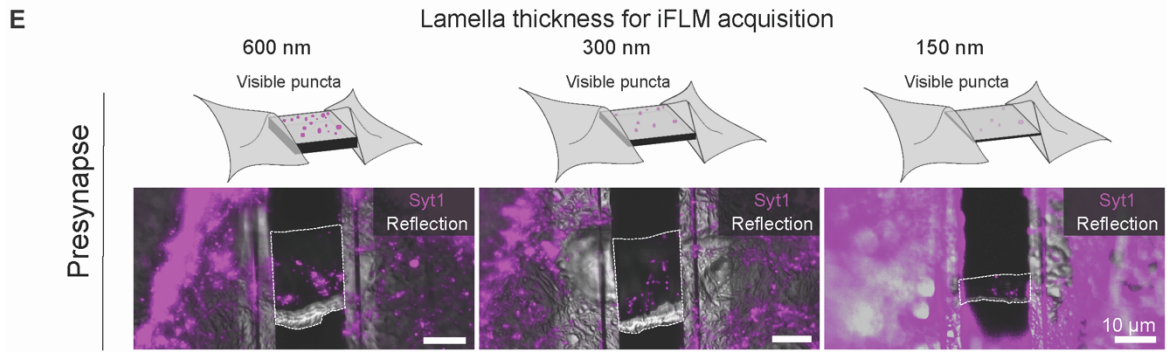 E
Lamella thickness for iFLM acquisition
600 nm
300 nm
150 nm
Visible puncta
Visible puncta
Visible puncta
Presynapse
Syt1
Reflection
Syt1
Reflection
Syt1
Reflection
10 µm